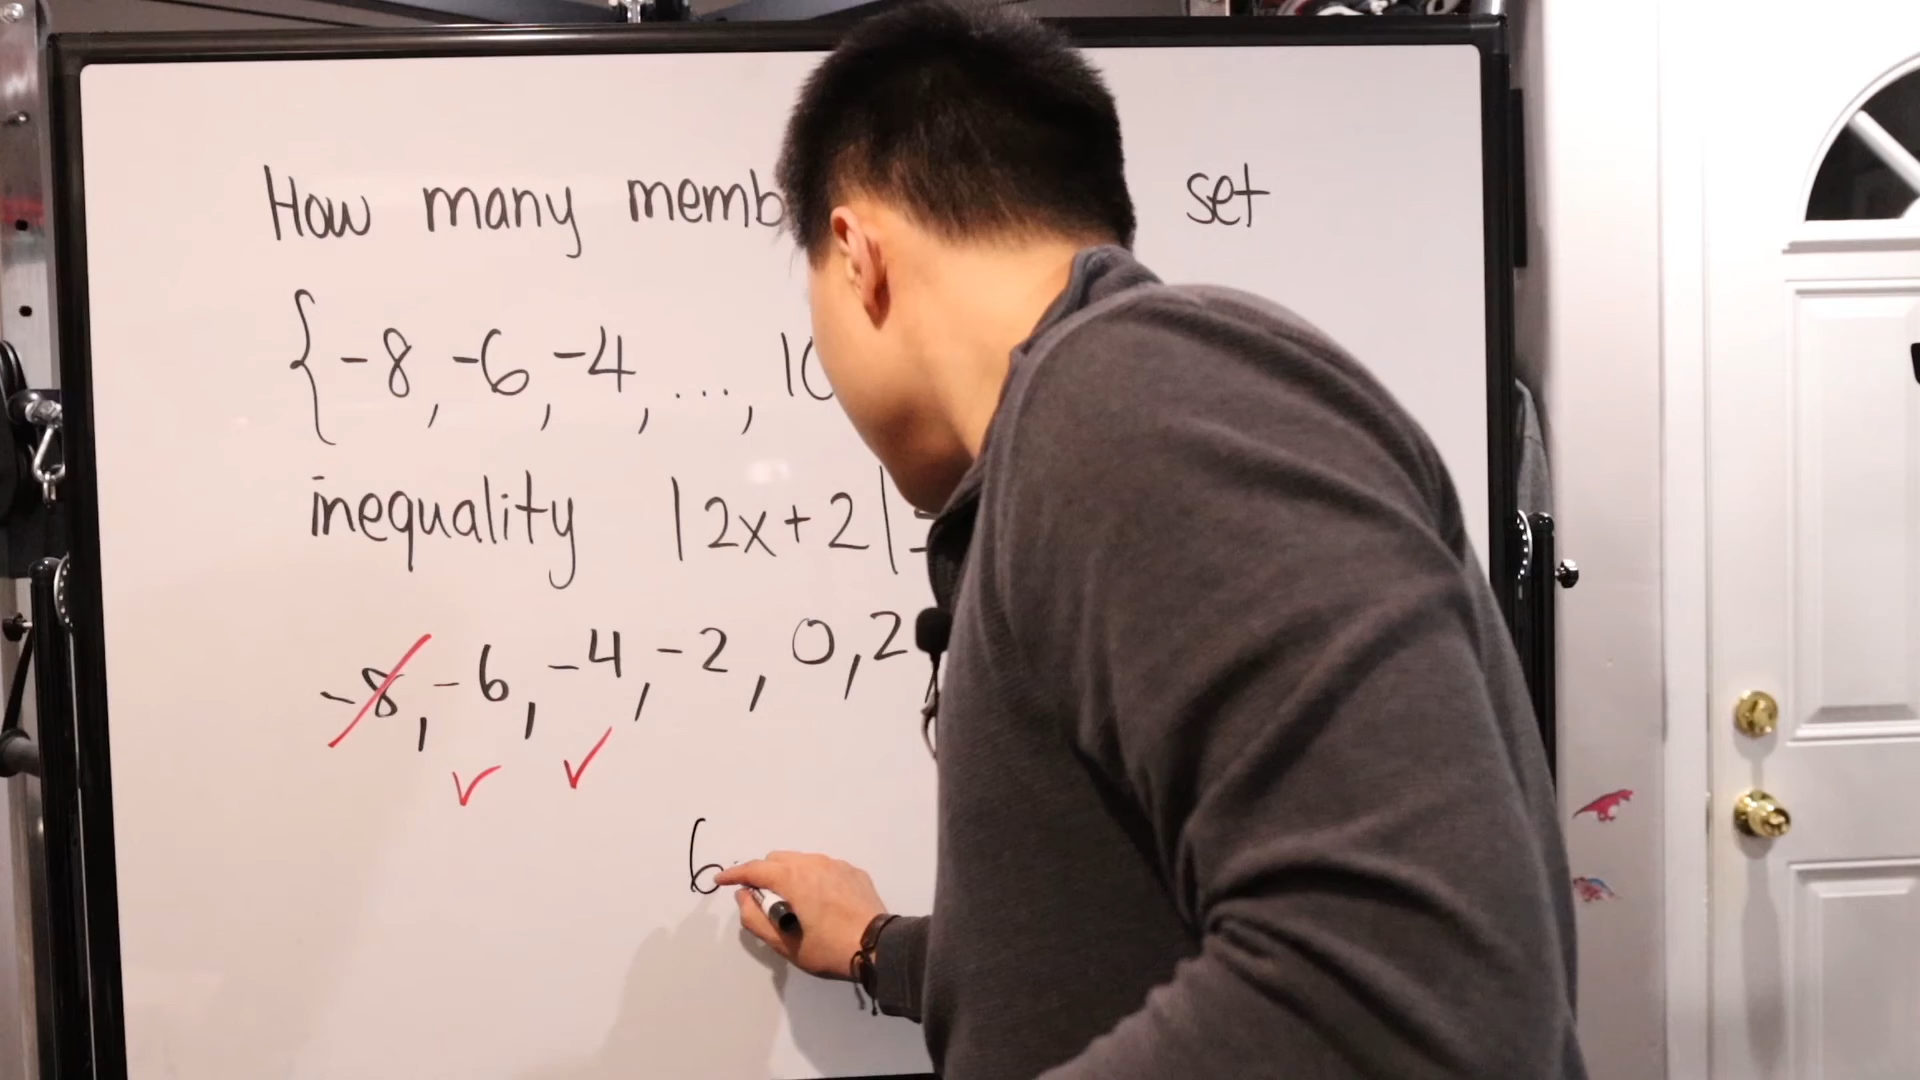 How many memb set
{-8, -6, -4, ..., 10
inequality |2x+2|
-8, -6, -4, -2, 0, 2
6